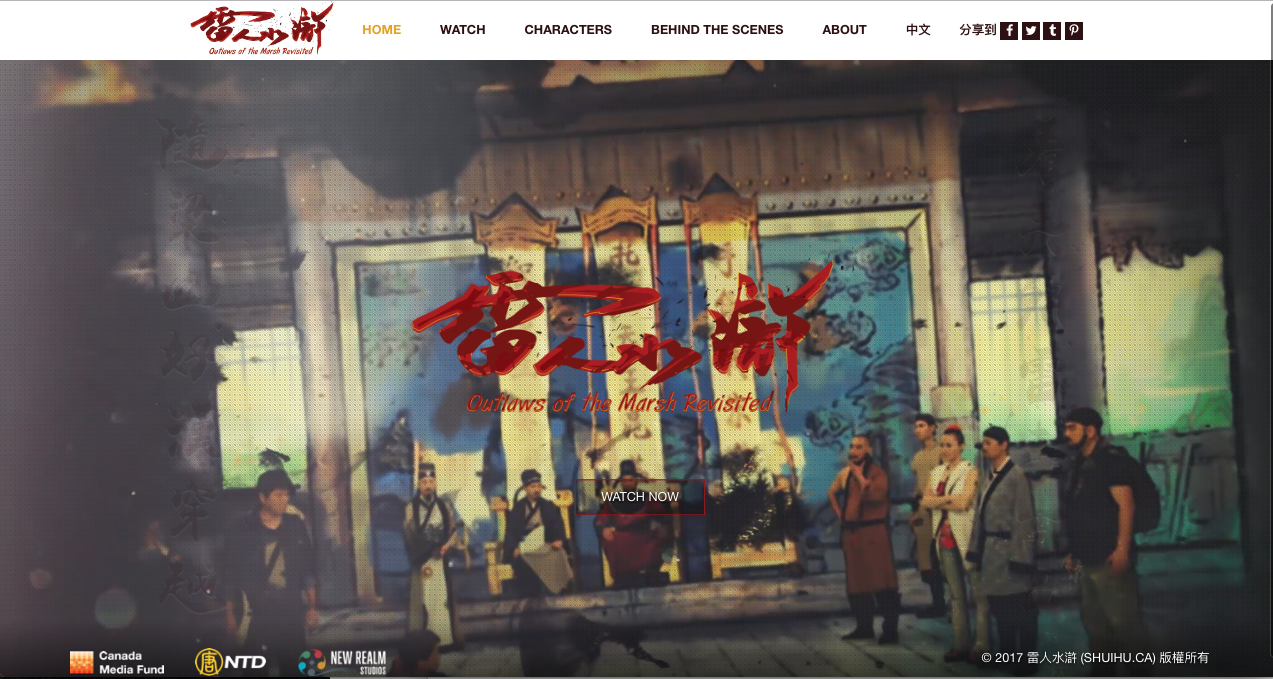 雷人水滸
Outlaws of the Marsh Revisited
HOME WATCH CHARACTERS BEHIND THE SCENES ABOUT 中文 分享到
雷人水滸
Outlaws of the Marsh Revisited
WATCH NOW
Canada
Media Fund
唐 NTD
NEW REALM
STUDIOS
© 2017 雷人水滸 (SHUIHU.CA) 版權所有